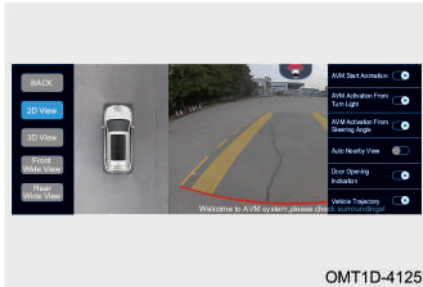 BACK
2D View
3D View
Front
Wide View
Rear
Wide View
AVM Start Animation
AVM Activation From
Turn Light
AVM Activation From
Steering Angle
Auto Nearby View
Door Opening
Indication
Vehicle Trajectory
Welcome to AVM system,please check surroundings!
OMT1D-4125